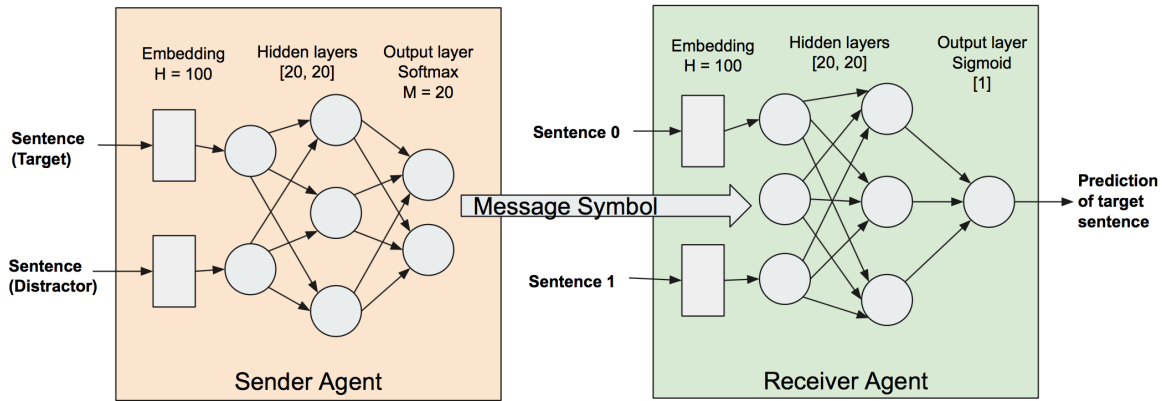 Embedding
H = 100
Hidden layers
[20, 20]
Output layer
Softmax
M = 20
Sentence
(Target)
Sentence
(Distractor)
Sender Agent
Message Symbol
Embedding
H = 100
Hidden layers
[20, 20]
Output layer
Sigmoid
[1]
Sentence 0
Sentence 1
Prediction
of target
sentence
Receiver Agent